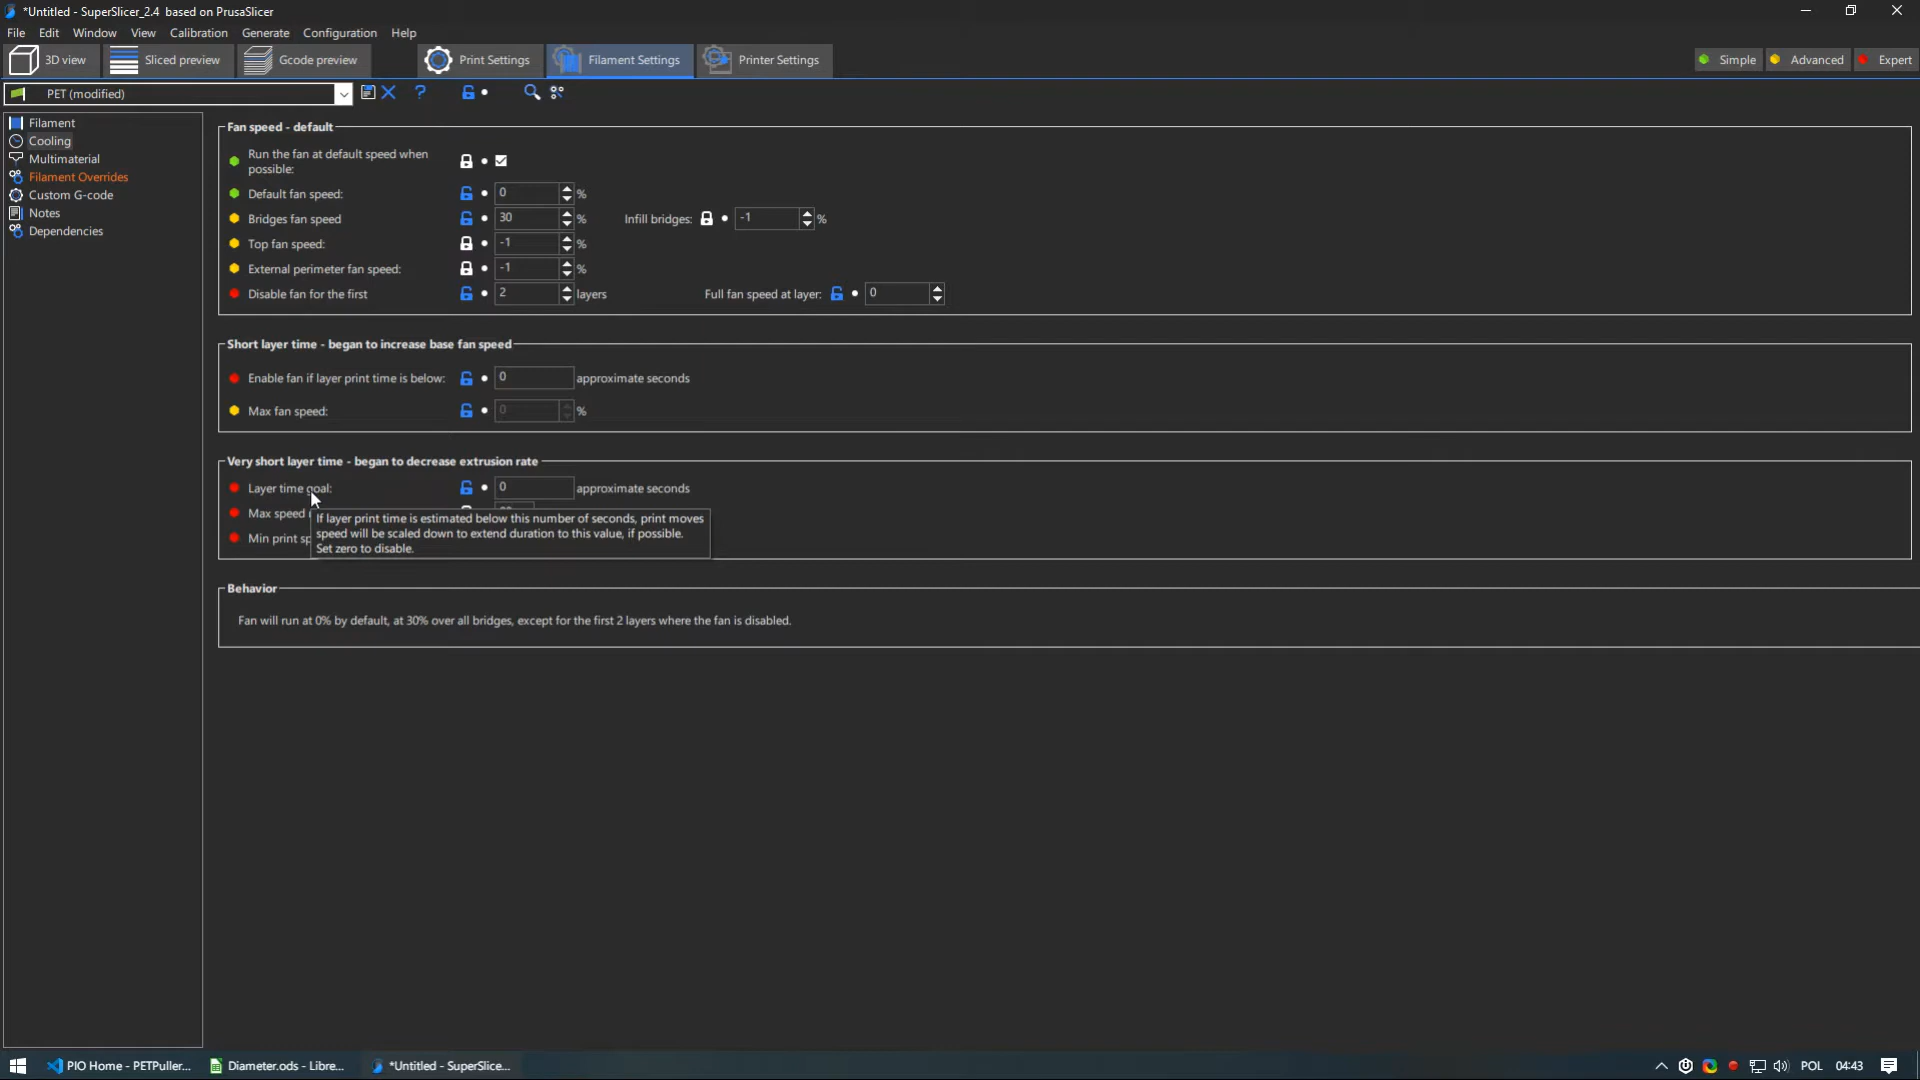 *Untitled - SuperSlicer_2.4 based on PrusaSlicer
File Edit Window View Calibration Generate Configuration Help
3D view Sliced preview Gcode preview Print Settings Filament Settings Printer Settings Simple Advanced Expert
PET (modified)
Filament
Cooling
Multimaterial
Filament Overrides
Custom G-code
Notes
Dependencies
Fan speed - default
Run the fan at default speed when
possible:
Default fan speed: 0 %
Bridges fan speed 30 % Infill bridges: -1 %
Top fan speed: -1 %
External perimeter fan speed: -1 %
Disable fan for the first 2 layers Full fan speed at layer: 0
Short layer time - began to increase base fan speed
Enable fan if layer print time is below: 0 approximate seconds
Max fan speed: 0 %
Very short layer time - began to decrease extrusion rate
Layer time goal: 0 approximate seconds
Max speed
Min print sp
If layer print time is estimated below this number of seconds, print moves
speed will be scaled down to extend duration to this value, if possible.
Set zero to disable.
Behavior
Fan will run at 0% by default, at 30% over all bridges, except for the first 2 layers where the fan is disabled.
PIO Home - PETPuller... Diameter.ods - Libre... *Untitled - SuperSlice... POL 04:43